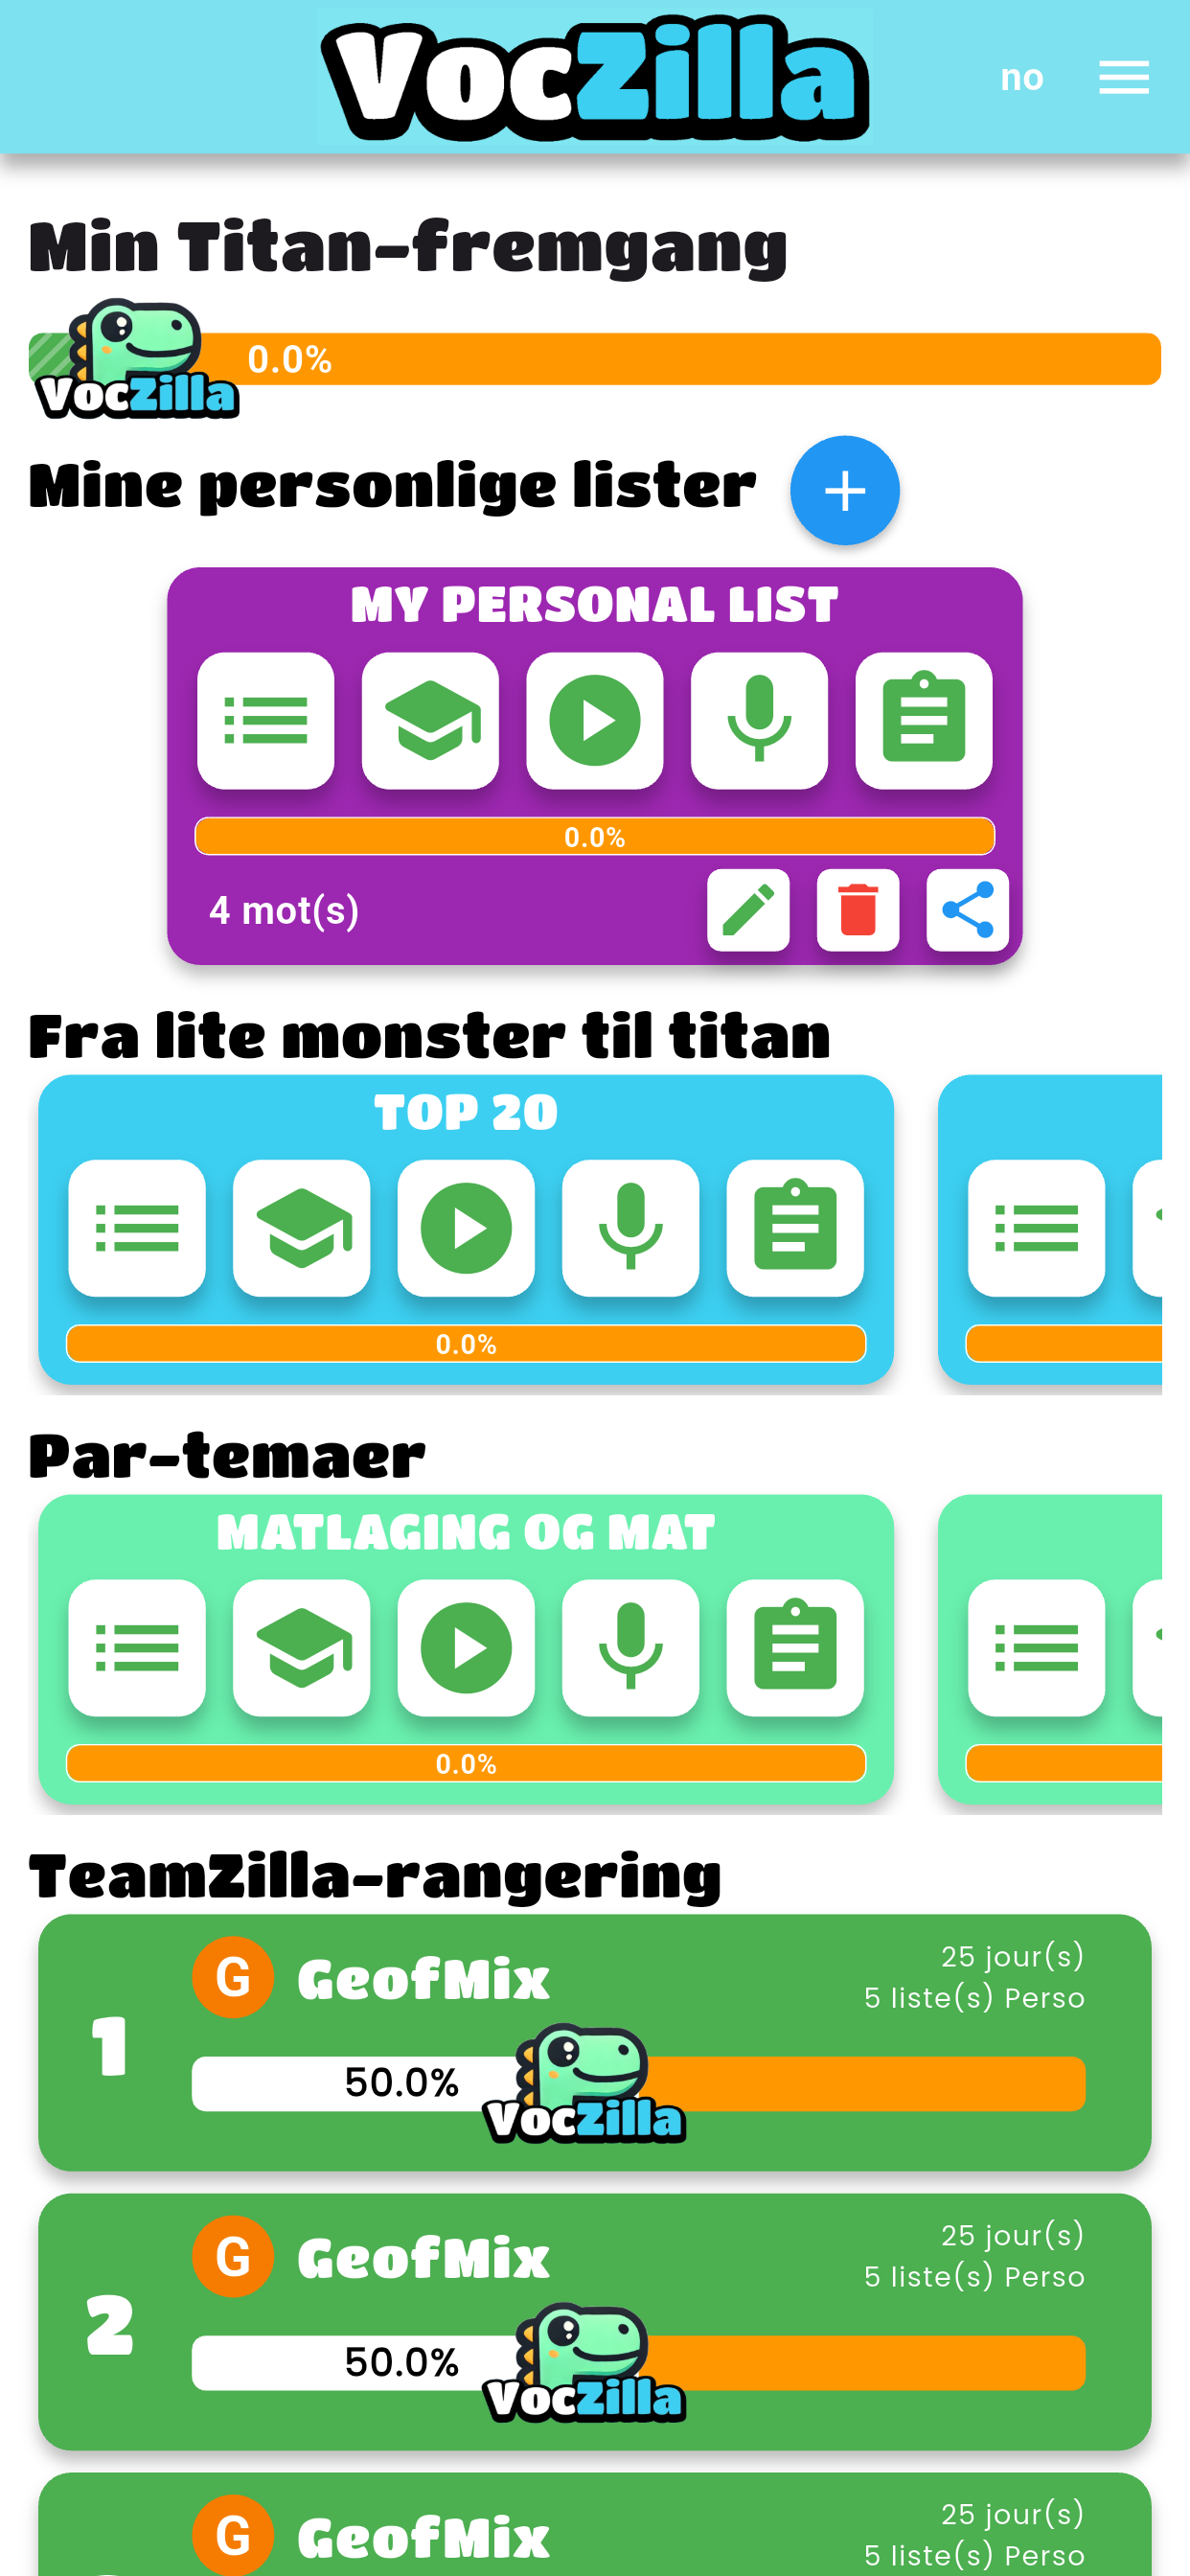 VocZilla
no
Min Titan-fremgang
0.0%
VocZilla
Mine personlige lister
MY PERSONAL LIST
0.0%
4 mot(s)
Fra lite monster til titan
TOP 20
0.0%
Par-temaer
MATLAGING OG MAT
0.0%
TeamZilla-rangering
1
G GeofMix
25 jour(s)
5 liste(s) Perso
50.0%
VocZilla
2
G GeofMix
25 jour(s)
5 liste(s) Perso
50.0%
VocZilla
G GeofMix
25 jour(s)
5 liste(s) Perso